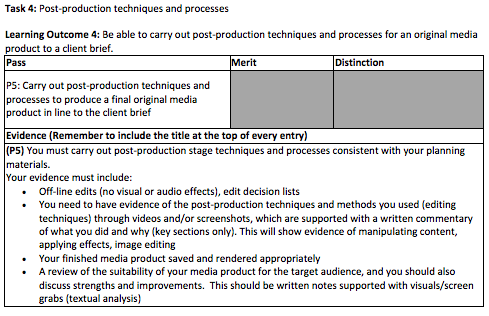 Task 4: Post-production techniques and processes
Learning Outcome 4: Be able to carry out post-production techniques and processes for an original media
product to a client brief.
Pass Merit Distinction
P5: Carry out post-production techniques and
processes to produce a final original media
product in line to the client brief
Evidence (Remember to include the title at the top of every entry)
(P5) You must carry out post-production stage techniques and processes consistent with your planning
materials.
Your evidence must include:
• Off-line edits (no visual or audio effects), edit decision lists
• You need to have evidence of the post-production techniques and methods you used (editing
techniques) through videos and/or screenshots, which are supported with a written commentary
of what you did and why (key sections only). This will show evidence of manipulating content,
applying effects, image editing
• Your finished media product saved and rendered appropriately
• A review of the suitability of your media product for the target audience, and you should also
discuss strengths and improvements.  This should be written notes supported with visuals/screen
grabs (textual analysis)